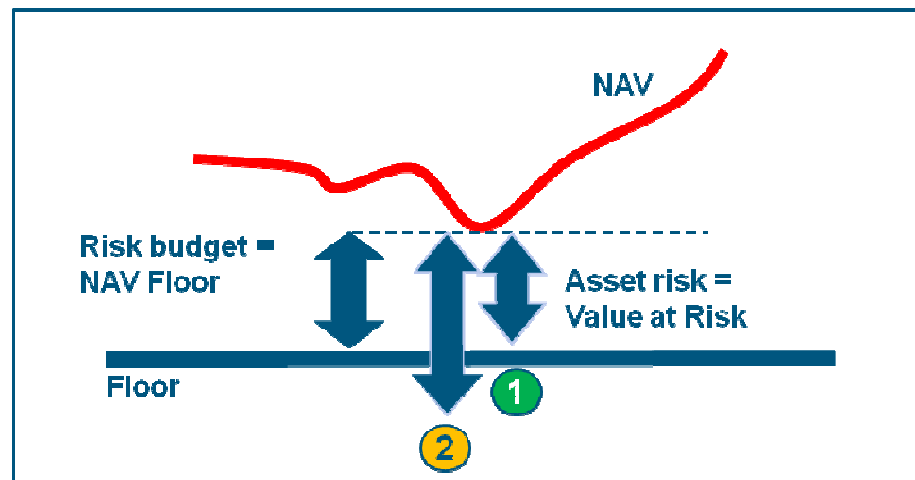 NAV
Risk budget =
NAV Floor
Asset risk =
Value at Risk
Floor
1
2